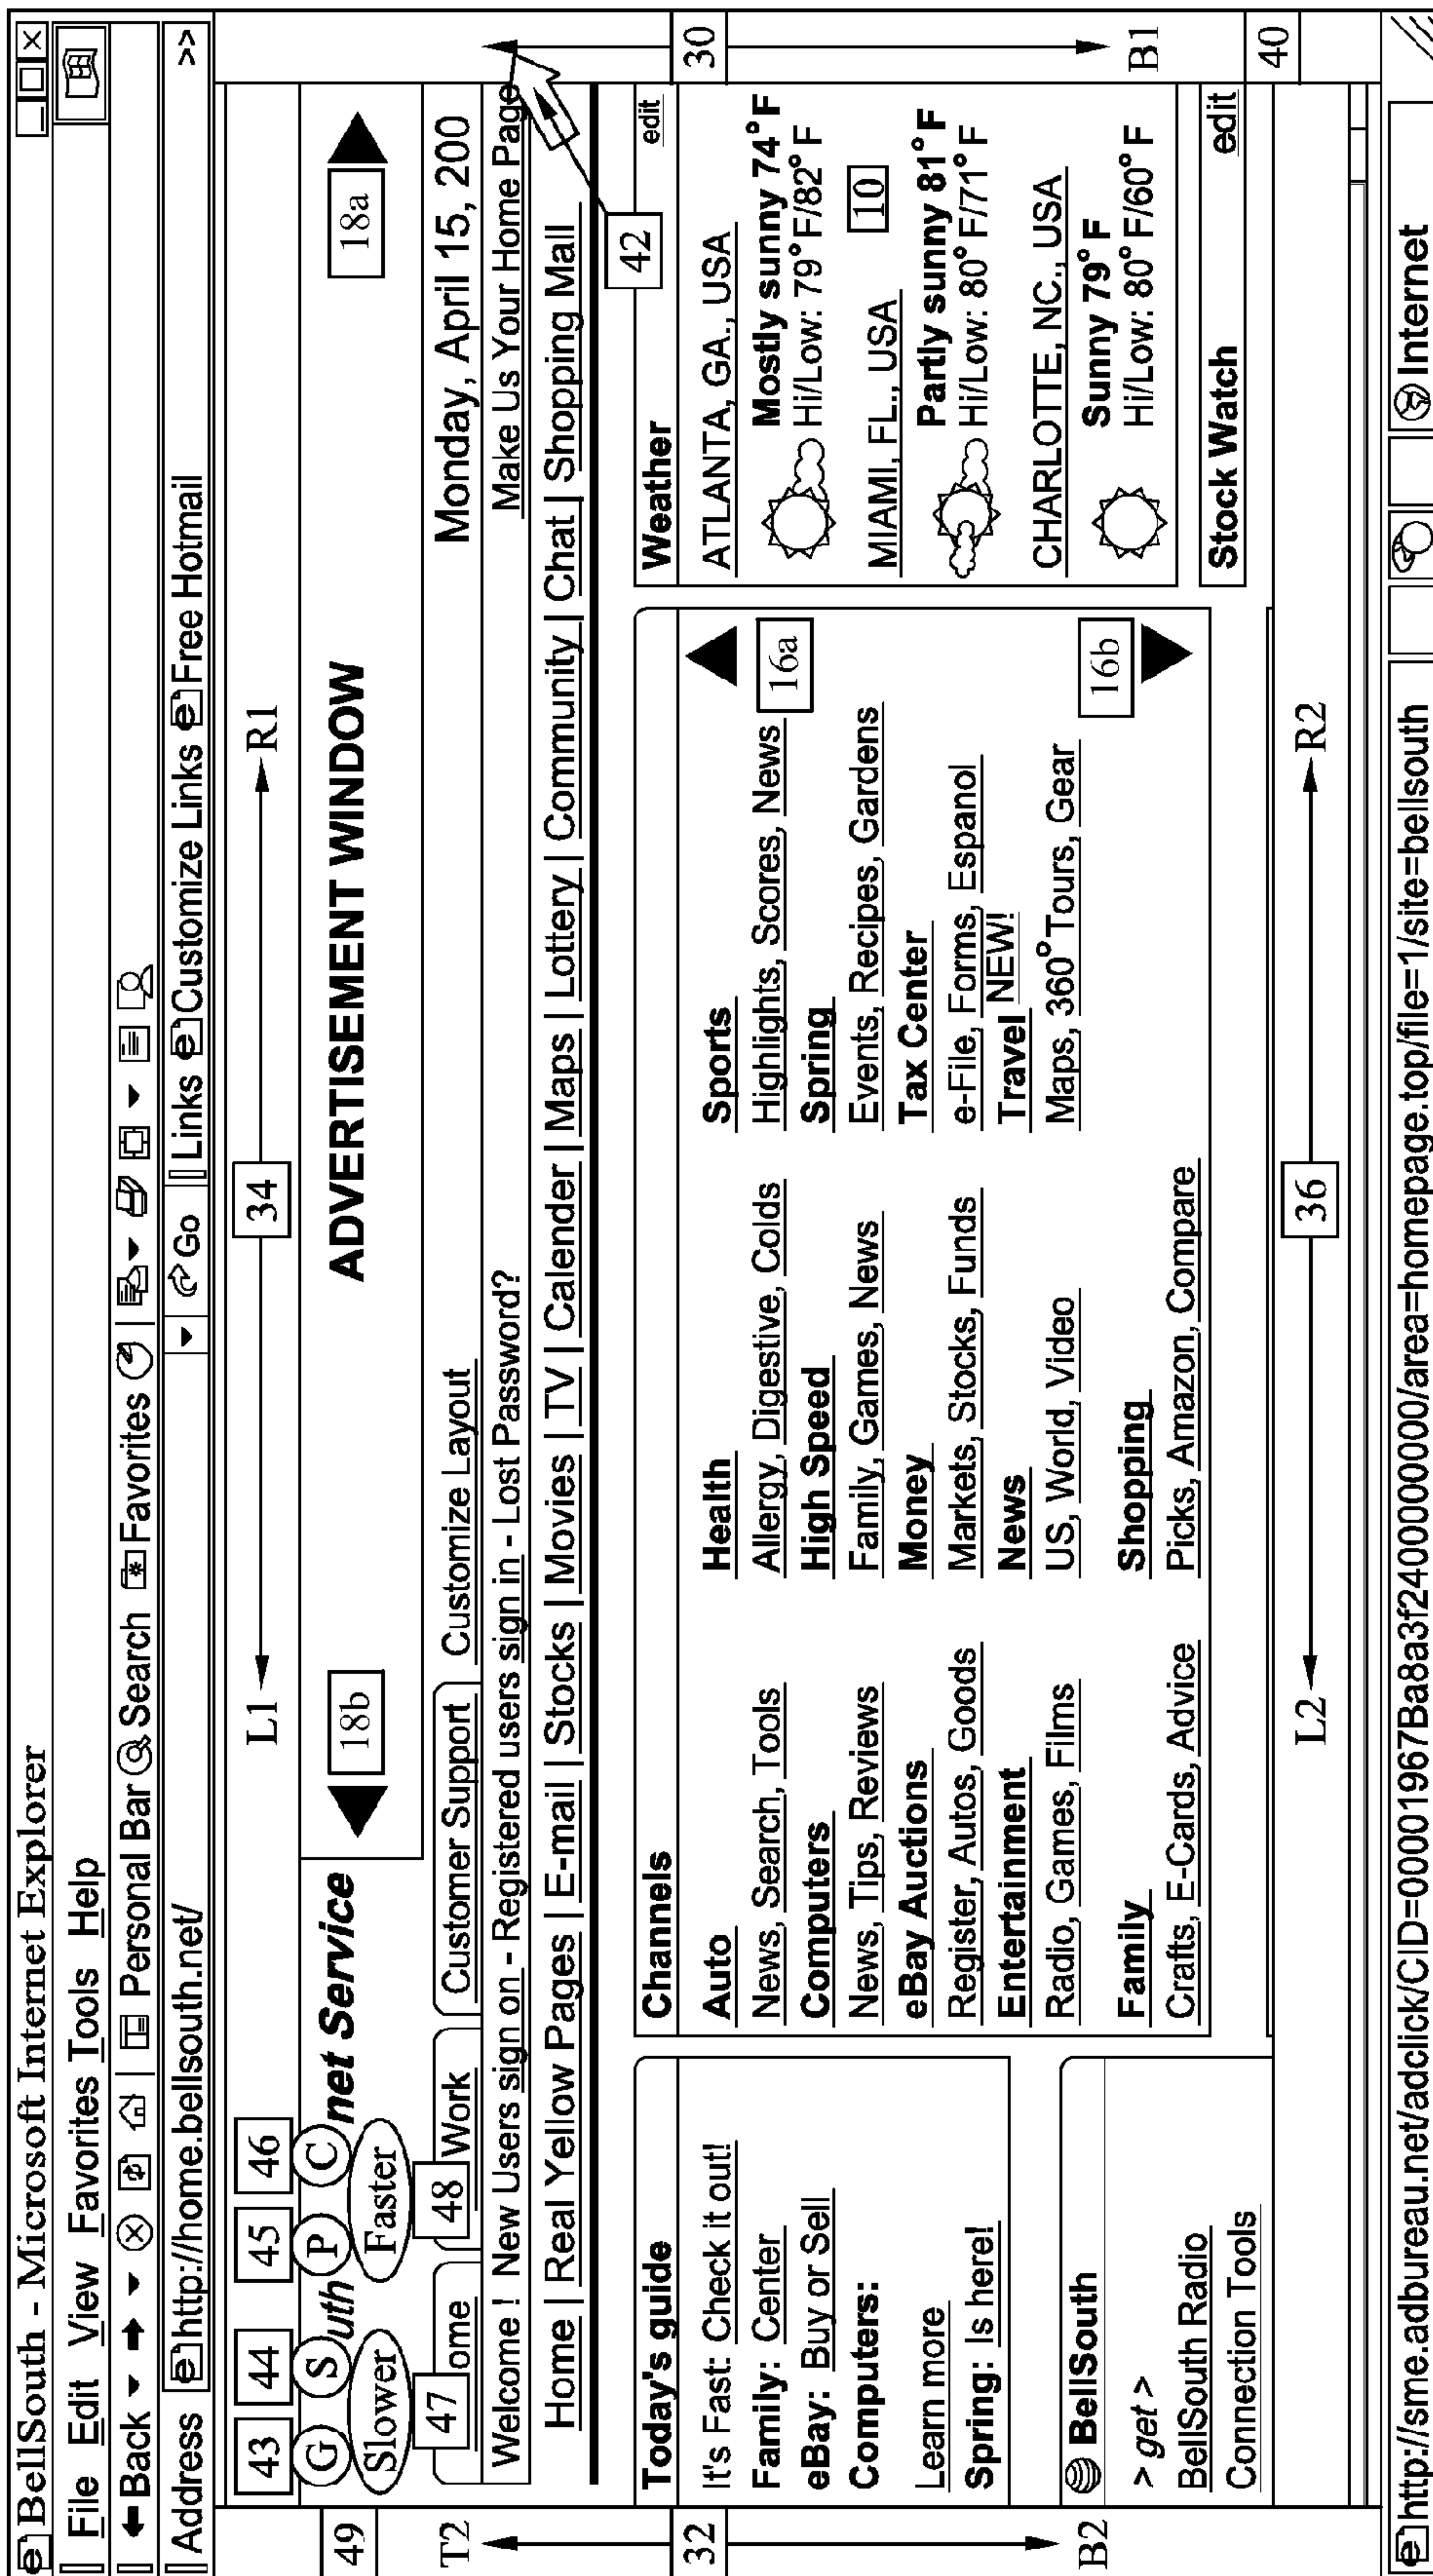 BellSouth - Microsoft Internet Explorer
File Edit View Favorites Tools Help
Back Personal Bar Search Favorites
Address http://home.bellsouth.net/ Go Links Customize Links Free Hotmail >>
L1 34 R1
43 44 45 46
G S uth P C net Service
Slower Faster
49
18b ADVERTISEMENT WINDOW 18a
47 ome 48 Work Customer Support Customize Layout Monday, April 15, 200
T2
Welcome! New Users sign on - Registered users sign in - Lost Password? Make Us Your Home Page
Home | Real Yellow Pages | E-mail | Stocks | Movies | TV | Calender | Maps | Lottery | Community | Chat | Shopping Mall
42
32
30
Today's guide
It's Fast: Check it out!
Family: Center
eBay: Buy or Sell
Computers:
Learn more
Spring: Is here!
BellSouth
> get >
BellSouth Radio
Connection Tools
B2
Channels
Auto
News, Search, Tools
Computers
News, Tips, Reviews
eBay Auctions
Register, Autos, Goods
Entertainment
Radio, Games, Films
Family
Crafts, E-Cards, Advice
Health
Allergy, Digestive, Colds
High Speed
Family, Games, News
Money
Markets, Stocks, Funds
News
US, World, Video
Shopping
Picks, Amazon, Compare
Sports
Highlights, Scores, News
Spring
Events, Recipes, Gardens
Tax Center
e-File, Forms, Espanol
Travel NEW!
Maps, 360° Tours, Gear
16a
16b
Weather edit
ATLANTA, GA., USA
Mostly sunny 74°F
Hi/Low: 79°F/82°F
10
MIAMI, FL., USA
Partly sunny 81°F
Hi/Low: 80°F/71°F
CHARLOTTE, NC., USA
Sunny 79°F
Hi/Low: 80°F/60°F
B1
Stock Watch edit
40
L2 36 R2
http://sme.adbureau.net/adclick/CID=00001967Ba8a3f2400000000/area=homepage.top/file=1/site=bellsouth Internet